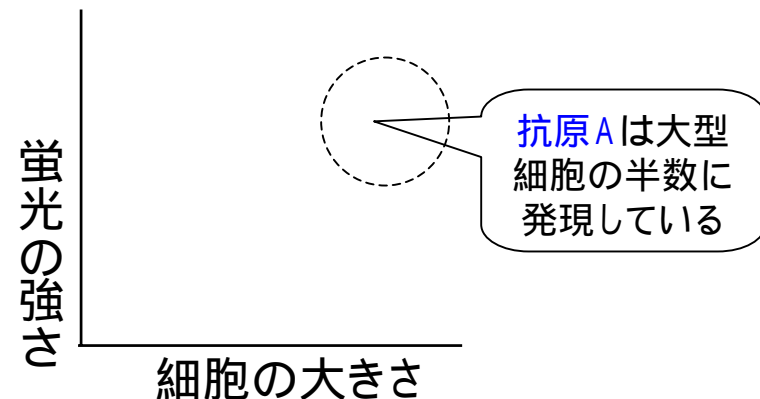 蛍光の強さ
抗原Aは大型
細胞の半数に
発現している
細胞の大きさ